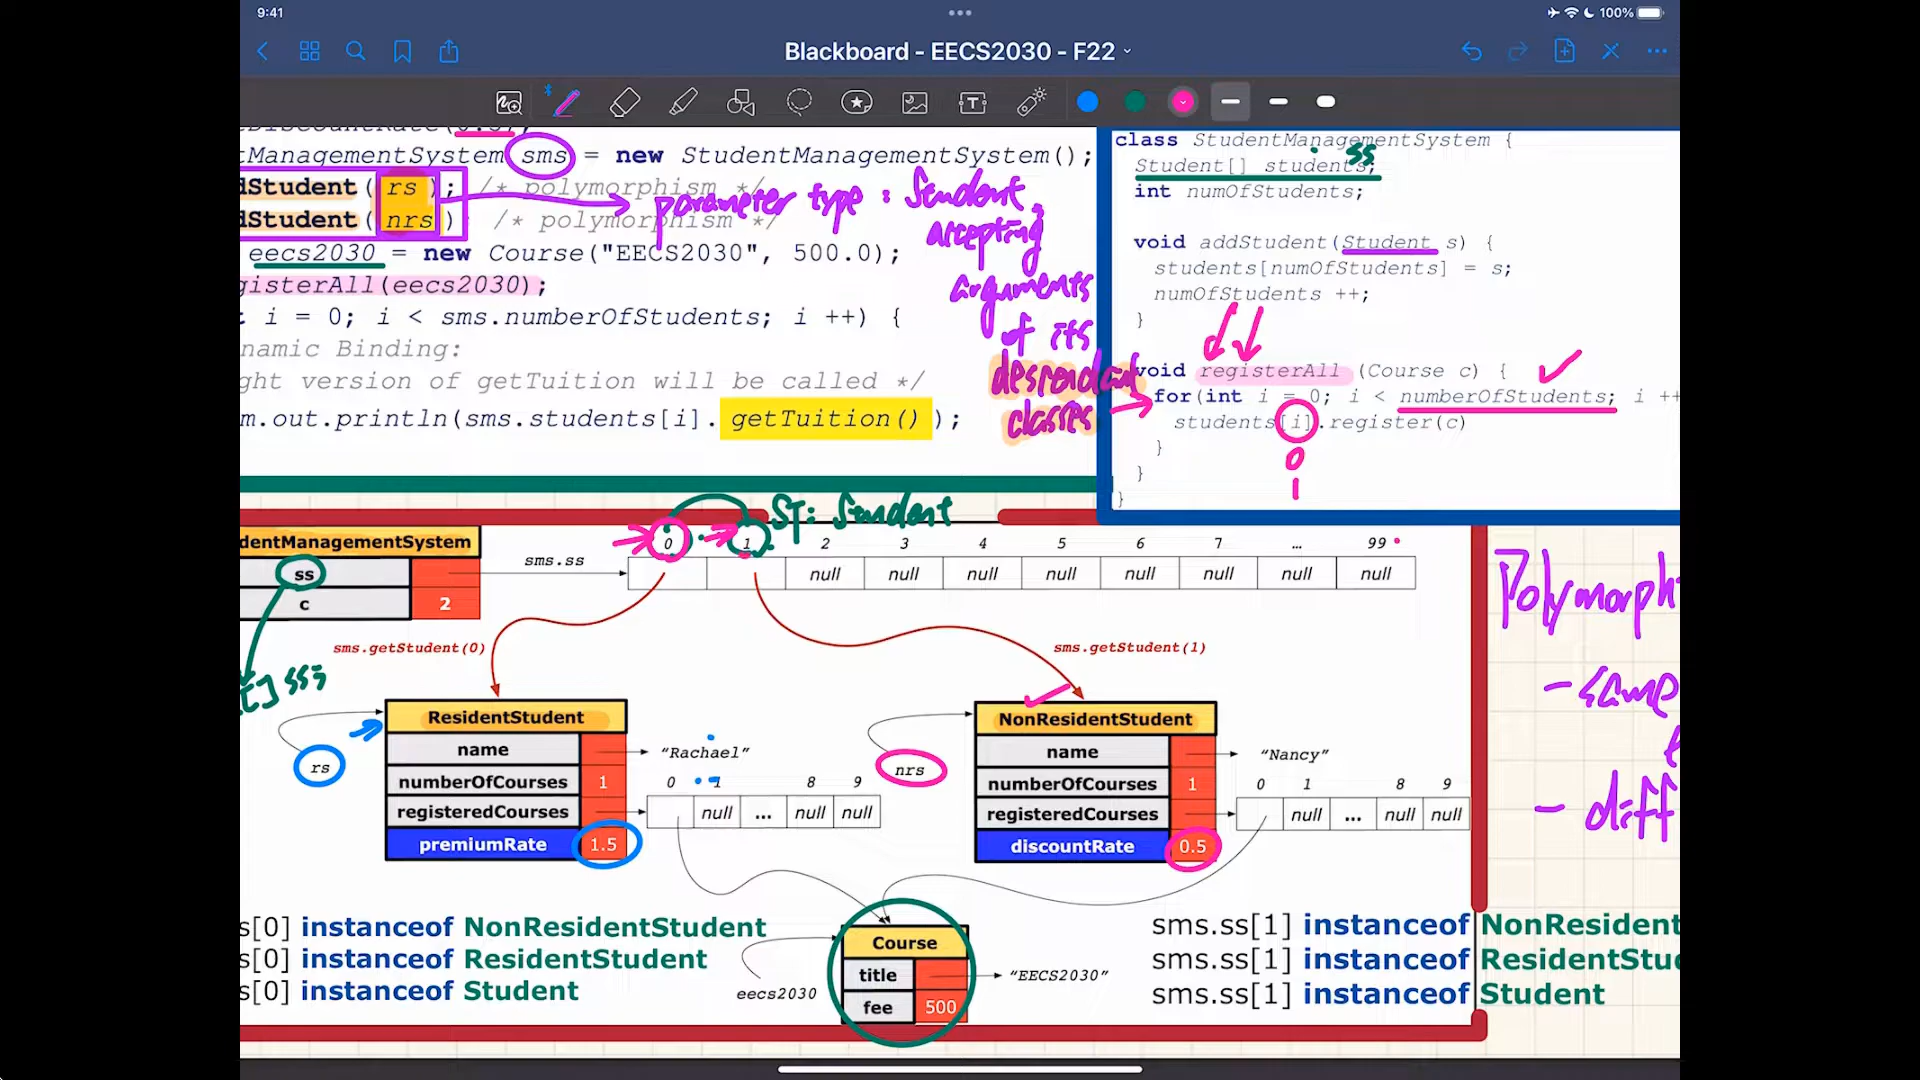 9:41
100%
Blackboard - EECS2030 - F22
tManagementSystem sms = new StudentManagementSystem();
dStudent( rs ); /* polymorphism */
dStudent( nrs ) /* polymorphism */
eecs2030 = new Course("EECS2030", 500.0);
gisterAll(eecs2030);
i = 0; i < sms.numberOfStudents; i ++) {
namic Binding:
ght version of getTuition will be called */
m.out.println(sms.students[i].getTuition());
parameter type : Student,
accepting
arguments
of its
descendant
classes
class StudentManagementSystem {
Student[] students;
ss
int numOfStudents;
void addStudent(Student s) {
students[numOfStudents] = s;
numOfStudents ++;
}
void registerAll (Course c) {
for(int i = 0; i < numberOfStudents; i ++
students[i].register(c)
0
1
}
}
}
ST: Student
dentManagementSystem
ss
c 2
sms.ss
0 1 2 3 4 5 6 7 ... 99
null null null null null null null null
sms.getStudent(0)
sms.getStudent(1)
[] ss;
ResidentStudent
name
numberOfCourses 1
registeredCourses
premiumRate 1.5
rs
"Rachael"
0 1 8 9
null ... null null
NonResidentStudent
name
numberOfCourses 1
registeredCourses
discountRate 0.5
nrs
"Nancy"
0 1 8 9
null ... null null
Polymorph
- same
- diff
s[0] instanceof NonResidentStudent
s[0] instanceof ResidentStudent
s[0] instanceof Student
eecs2030
Course
title
fee 500
"EECS2030"
sms.ss[1] instanceof NonResident
sms.ss[1] instanceof ResidentStu
sms.ss[1] instanceof Student